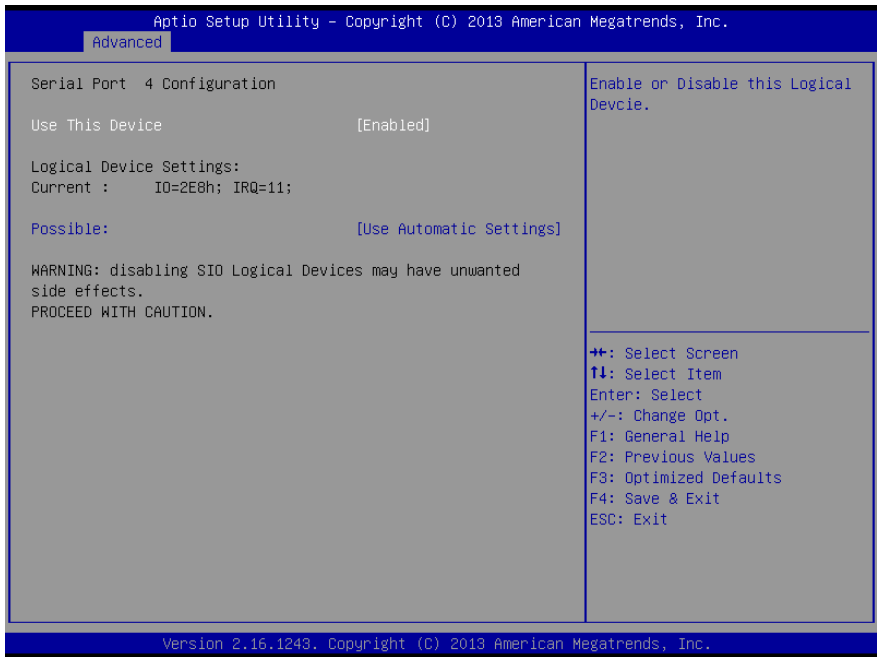 Aptio Setup Utility – Copyright (C) 2013 American Megatrends, Inc.
Advanced
Serial Port  4 Configuration
Use This Device [Enabled]
Logical Device Settings:
Current : IO=2E8h; IRQ=11;
Possible: [Use Automatic Settings]
WARNING: disabling SIO Logical Devices may have unwanted
side effects.
PROCEED WITH CAUTION.
Enable or Disable this Logical
Devcie.
→←: Select Screen
↑↓: Select Item
Enter: Select
+/-: Change Opt.
F1: General Help
F2: Previous Values
F3: Optimized Defaults
F4: Save & Exit
ESC: Exit
Version 2.16.1243. Copyright (C) 2013 American Megatrends, Inc.